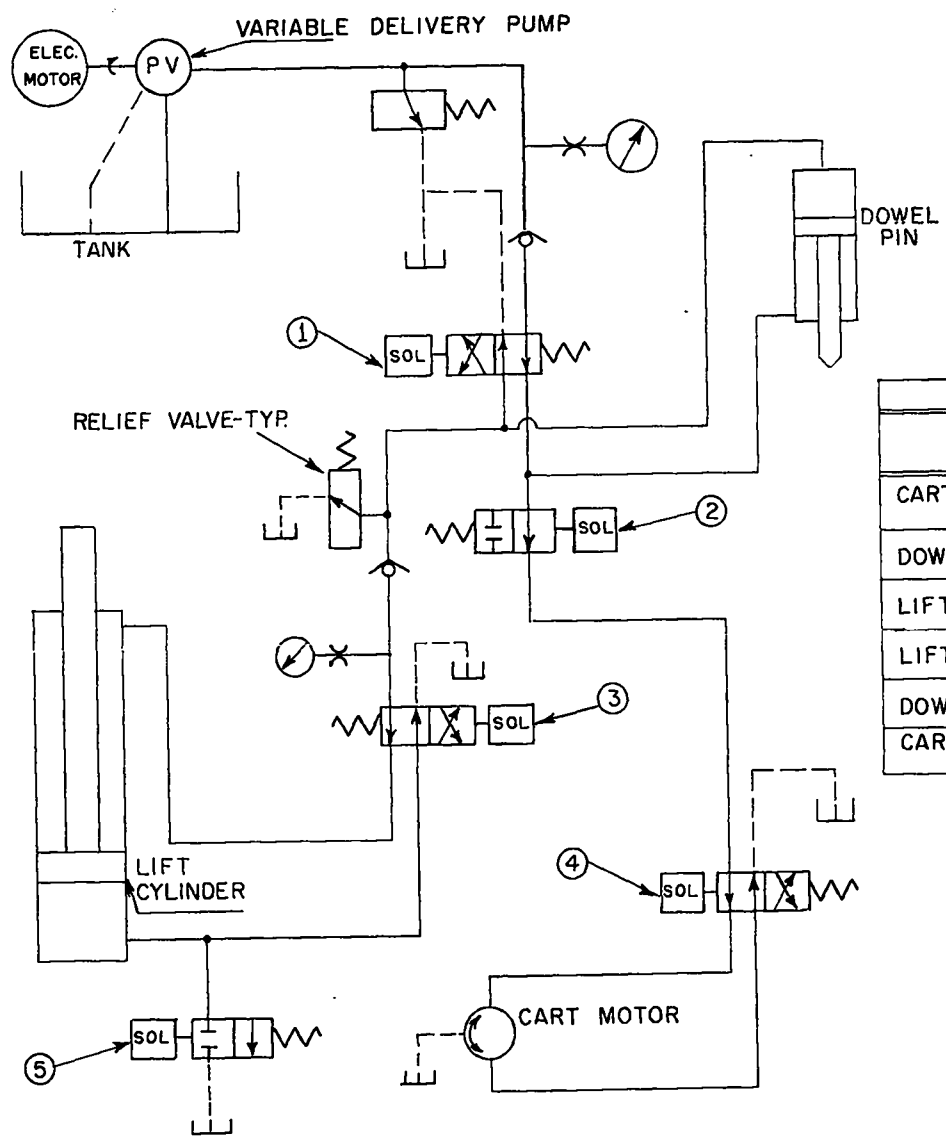 VARIABLE DELIVERY PUMP
ELEC.
MOTOR
PV
TANK
DOWEL
PIN
1
SOL
RELIEF VALVE-TYP.
2
SOL
CART
DOW
LIFT
LIFT
DOW
CAR
3
SOL
LIFT
CYLINDER
4
SOL
CART MOTOR
5
SOL